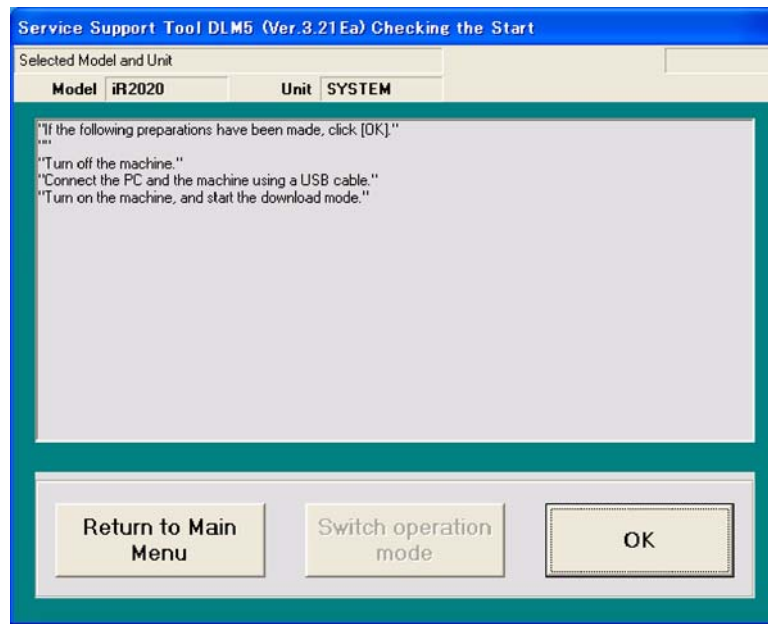 Service Support Tool DLM5 (Ver.3.21Ea) Checking the Start
Selected Model and Unit
Model iR2020 Unit SYSTEM
"If the following preparations have been made, click [OK]."
""
"Turn off the machine."
"Connect the PC and the machine using a USB cable."
"Turn on the machine, and start the download mode."
Return to Main
Menu
Switch operation
mode
OK